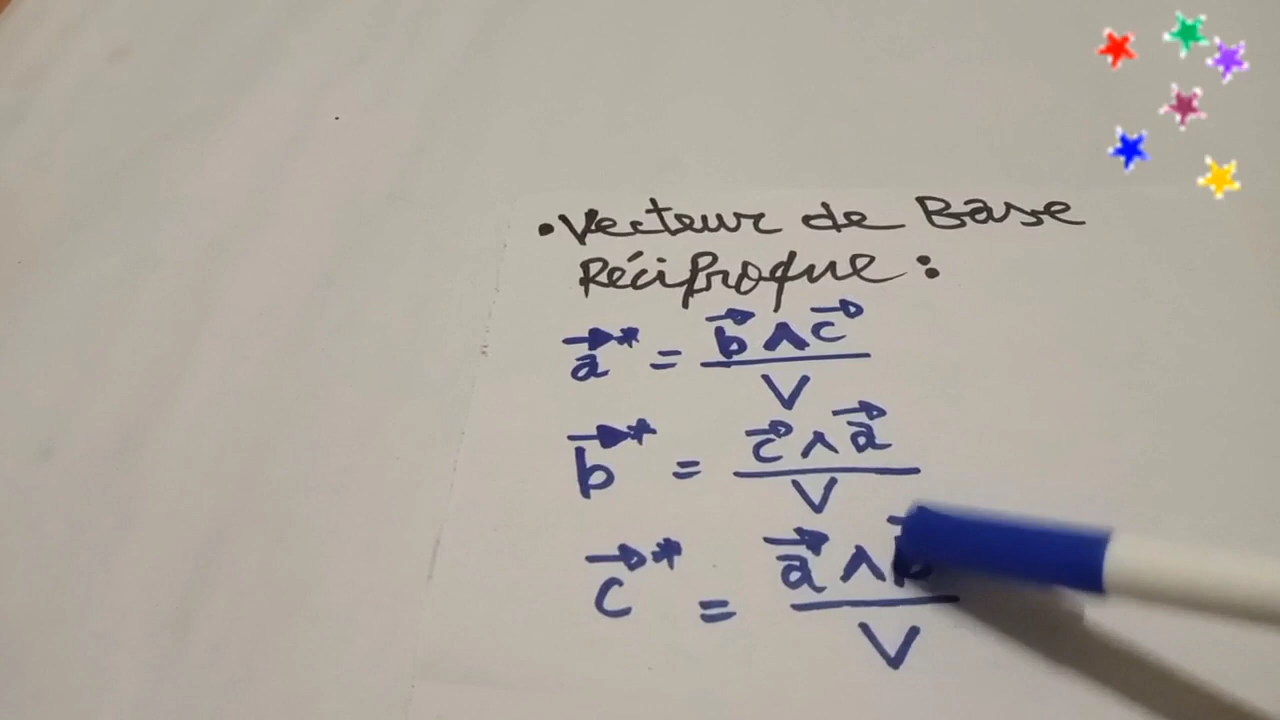 • Vecteur de Base
Réciproque :
a⃗* = b⃗ ∧ c⃗ / V
b⃗* = c⃗ ∧ a⃗ / V
c⃗* = a⃗ ∧ / V